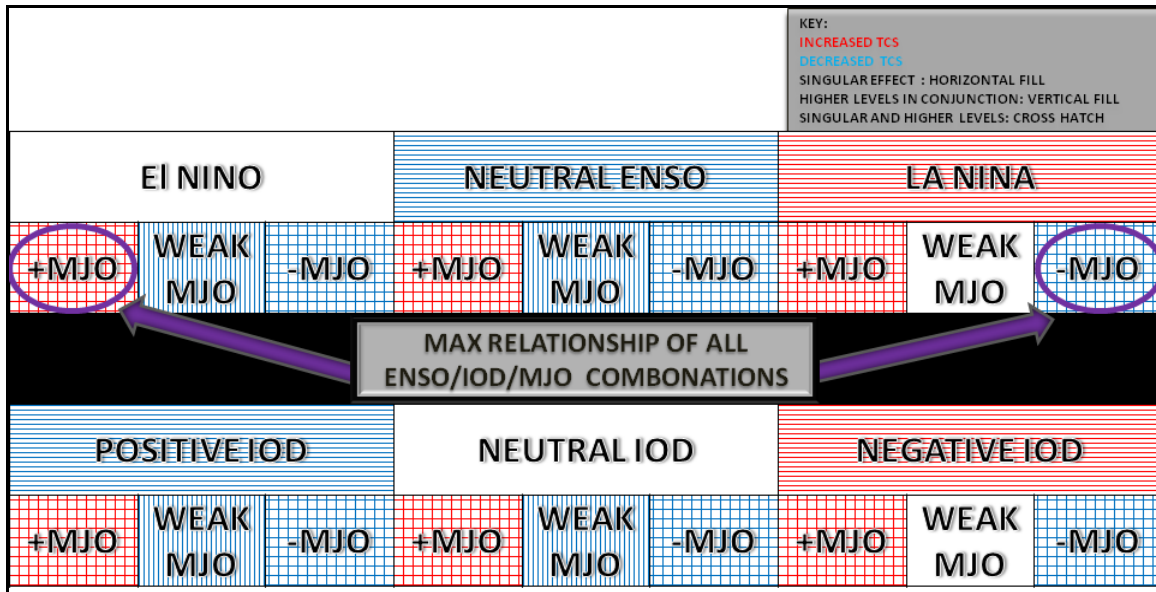 KEY:
INCREASED TCS
DECREASED TCS
SINGULAR EFFECT : HORIZONTAL FILL
HIGHER LEVELS IN CONJUNCTION: VERTICAL FILL
SINGULAR AND HIGHER LEVELS: CROSS HATCH
El NINO
NEUTRAL ENSO
LA NINA
+MJO
WEAK
MJO
-MJO
+MJO
WEAK
MJO
-MJO
+MJO
WEAK
MJO
-MJO
MAX RELATIONSHIP OF ALL
ENSO/IOD/MJO COMBONATIONS
POSITIVE IOD
NEUTRAL IOD
NEGATIVE IOD
+MJO
WEAK
MJO
-MJO
+MJO
WEAK
MJO
-MJO
+MJO
WEAK
MJO
-MJO